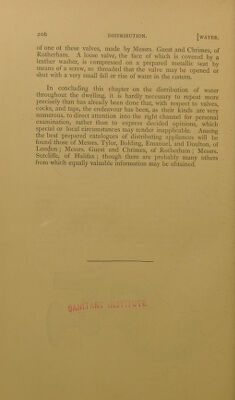 206 DISTRIBUTION. [WATER.
of one of these valves, made by Messrs. Guest and Chrimes, of
Rotherham. A loose valve, the face of which is covered by a
leather washer, is compressed on a prepared metallic seat by
means of a screw, so threaded that the valve may be opened or
shut with a very small fall or rise of water in the cistern.
In concluding this chapter on the distribution of water
throughout the dwelling, it is hardly necessary to repeat more
precisely than has already been done that, with respect to valves,
cocks, and taps, the endeavour has been, as their kinds are very
numerous, to direct attention into the right channel for personal
examination, rather than to express decided opinions, which
special or local circumstances may render inapplicable. Among
the best prepared catalogues of distributing appliances will be
found those of Messrs. Tylor, Bolding, Emanuel, and Doulton, of
London; Messrs. Guest and Chrimes, of Rotherham; Messrs.
Sutcliffe, of Halifax; though there are probably many others
from which equally valuable information may be obtained.
SANITARY INSTITUTE